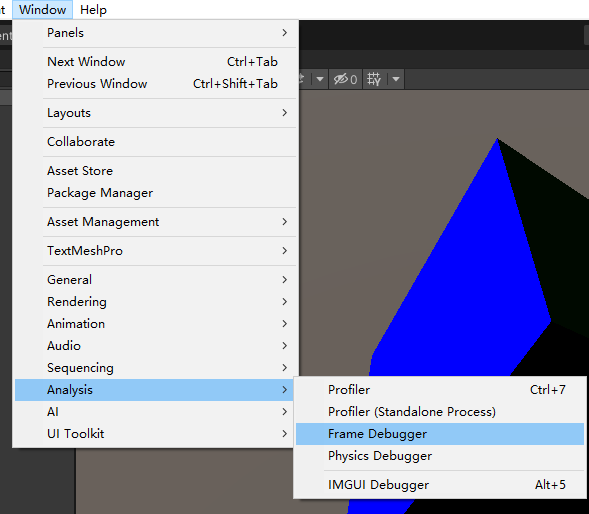 t Window Help
Panels
ent
Next Window Ctrl+Tab
Previous Window Ctrl+Shift+Tab
0
Layouts
Collaborate
Asset Store
Package Manager
Asset Management
TextMeshPro
General
Rendering
Animation
Audio
Sequencing
Analysis
Profiler Ctrl+7
AI
Profiler (Standalone Process)
UI Toolkit
Frame Debugger
Physics Debugger
IMGUI Debugger Alt+5